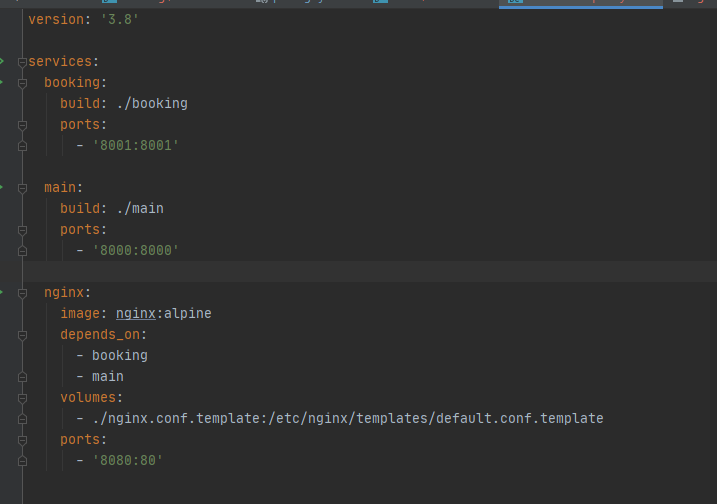 version: '3.8'
services:
booking:
build: ./booking
ports:
- '8001:8001'
main:
build: ./main
ports:
- '8000:8000'
nginx:
image: nginx:alpine
depends_on:
- booking
- main
volumes:
- ./nginx.conf.template:/etc/nginx/templates/default.conf.template
ports:
- '8080:80'